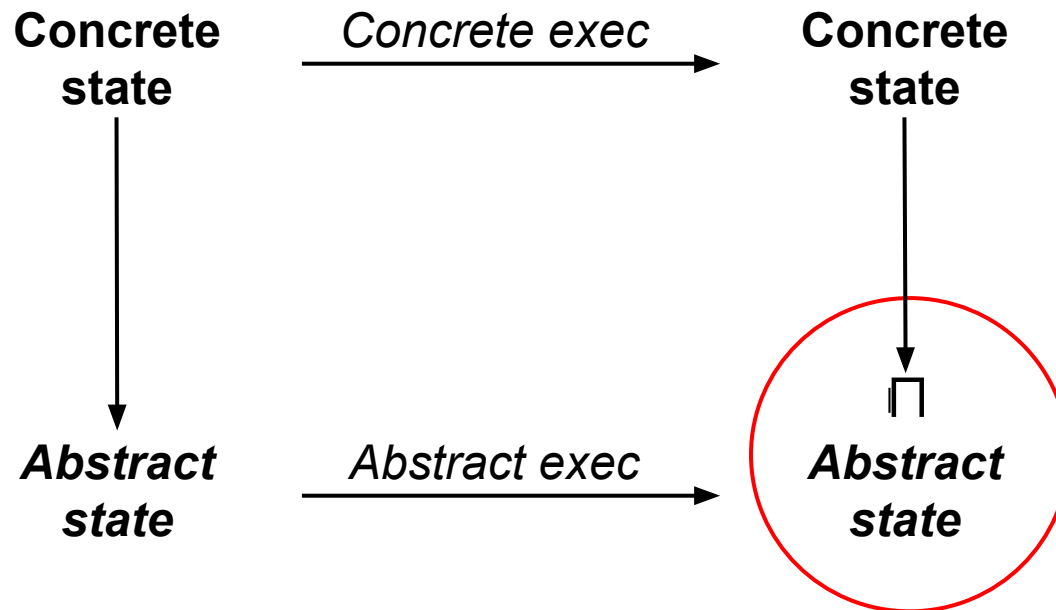 Concrete
state
Concrete exec
Concrete
state
Abstract
state
Abstract exec
Abstract
state